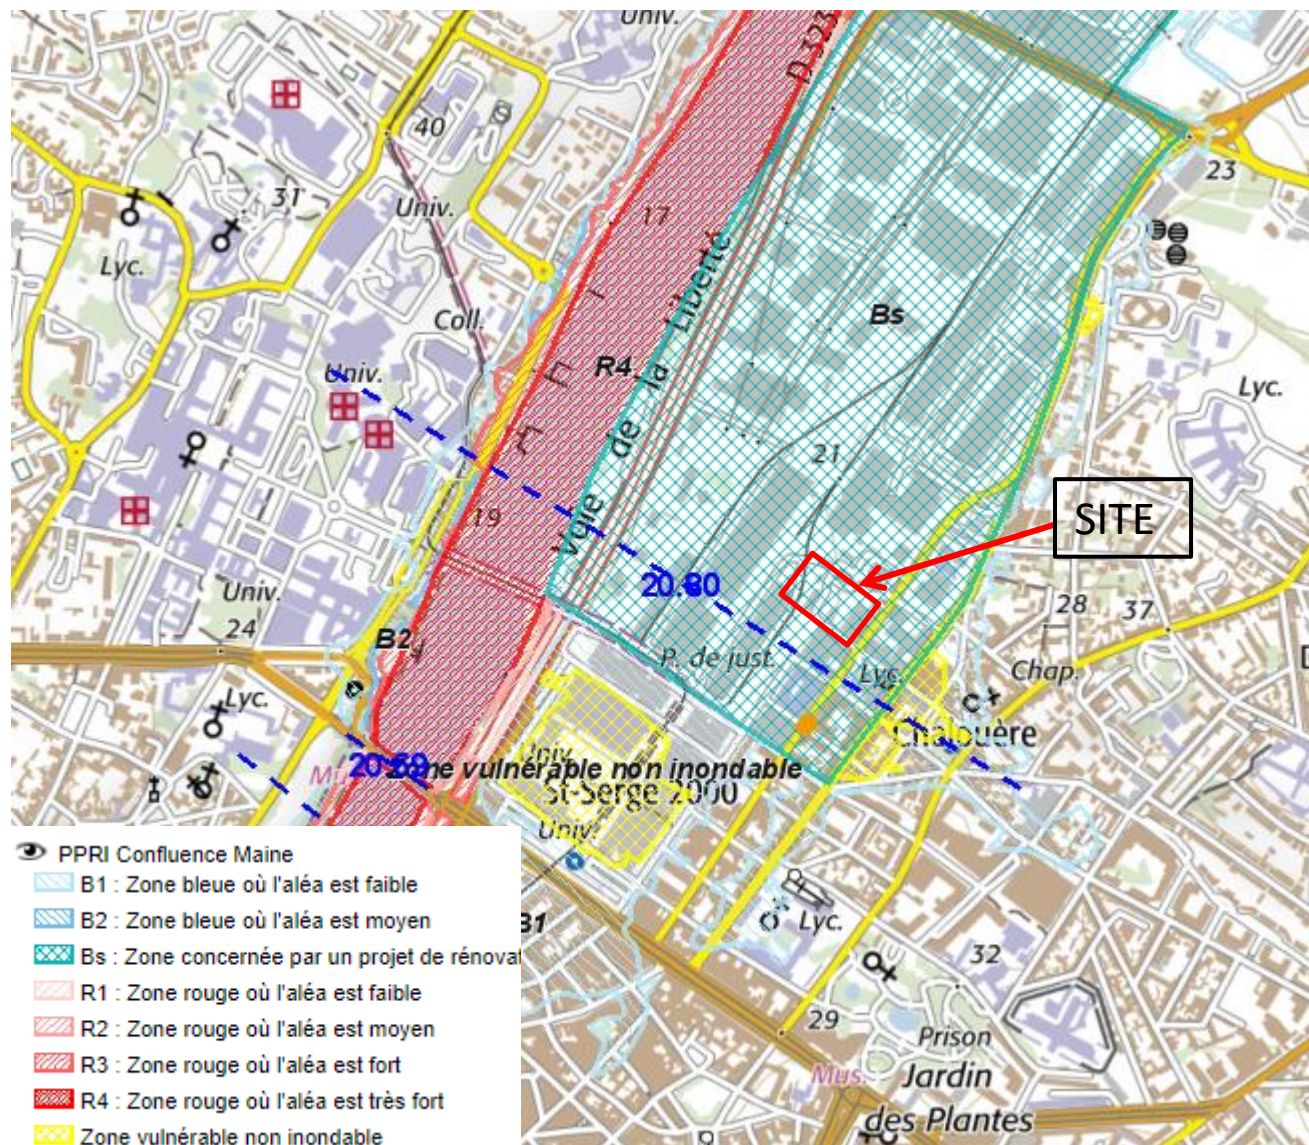 Univ.
Univ.
D 323
40
31
Univ.
17
23
Lyc.
Coll.
Voie de la Liberté
Bs
R4
Univ.
Lyc.
21
SITE
19
20.60
Univ.
24
B2
28
37
P. de just.
Lyc.
Chap.
Lyc.
Chalouère
Univ.
Zone vulnérable non inondable
St-Serge 2000
Univ.
B1
Lyc.
32
29
Prison
Mus.
Jardin
des Plantes
PPRI Confluence Maine
B1 : Zone bleue où l'aléa est faible
B2 : Zone bleue où l'aléa est moyen
Bs : Zone concernée par un projet de rénovat
R1 : Zone rouge où l'aléa est faible
R2 : Zone rouge où l'aléa est moyen
R3 : Zone rouge où l'aléa est fort
R4 : Zone rouge où l'aléa est très fort
Zone vulnérable non inondable